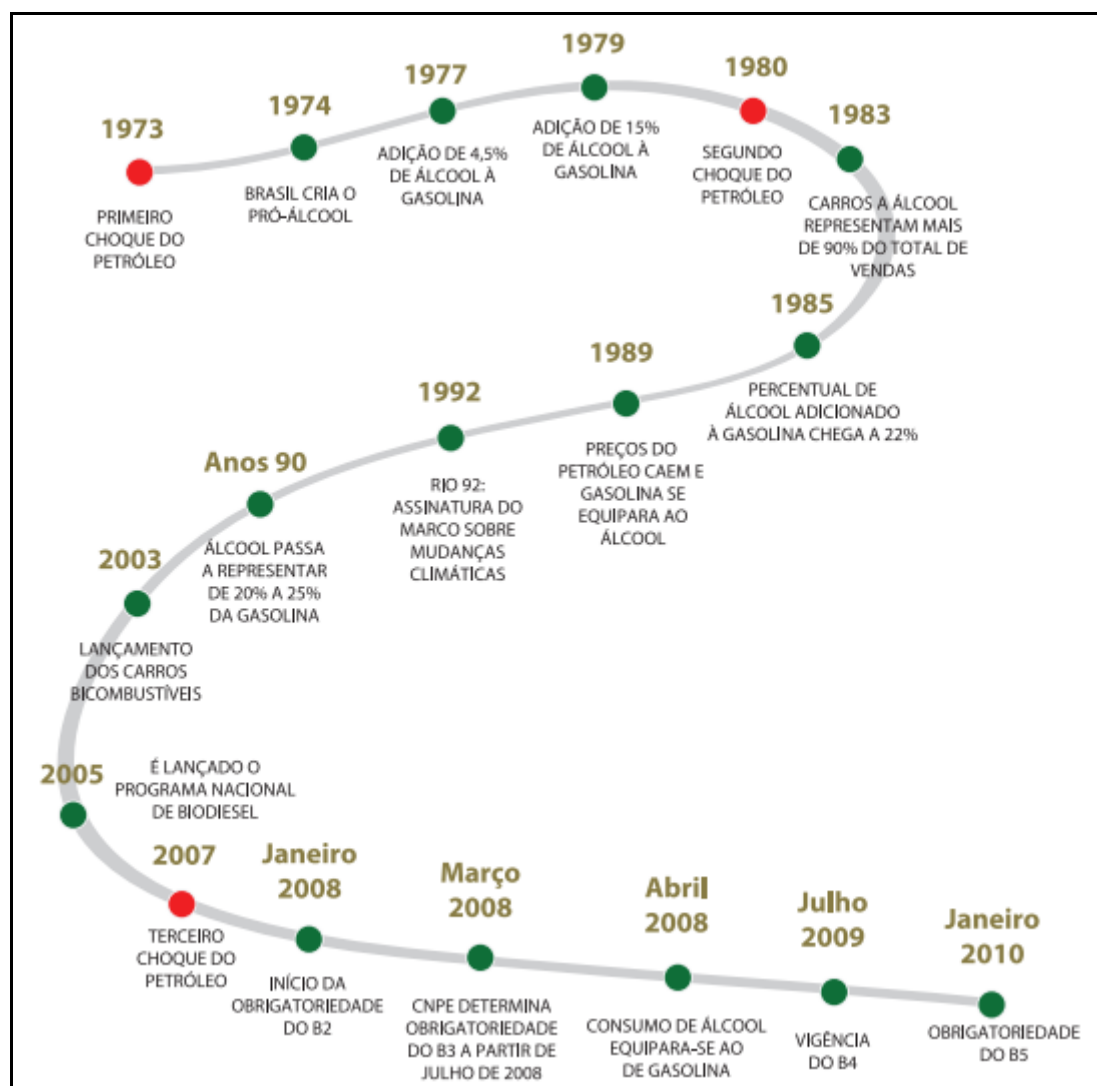 1973
PRIMEIRO
CHOQUE DO
PETRÓLEO
1974
BRASIL CRIA O
PRÓ-ÁLCOOL
1977
ADIÇÃO DE 4,5%
DE ÁLCOOL À
GASOLINA
1979
ADIÇÃO DE 15%
DE ÁLCOOL À
GASOLINA
1980
SEGUNDO
CHOQUE DO
PETRÓLEO
1983
CARROS A ÁLCOOL
REPRESENTAM MAIS
DE 90% DO TOTAL DE
VENDAS
1985
PERCENTUAL DE
ÁLCOOL ADICIONADO
À GASOLINA CHEGA A 22%
1989
PREÇOS DO
PETRÓLEO CAEM E
GASOLINA SE
EQUIPARA AO
ÁLCOOL
1992
RIO 92:
ASSINATURA DO
MARCO SOBRE
MUDANÇAS
CLIMÁTICAS
Anos 90
ÁLCOOL PASSA
A REPRESENTAR
DE 20% A 25%
DA GASOLINA
2003
LANÇAMENTO
DOS CARROS
BICOMBUSTÍVEIS
2005
É LANÇADO O
PROGRAMA NACIONAL
DE BIODIESEL
2007
TERCEIRO
CHOQUE DO
PETRÓLEO
Janeiro
2008
INÍCIO DA
OBRIGATORIEDADE
DO B2
Março
2008
CNPE DETERMINA
OBRIGATORIEDADE
DO B3 A PARTIR DE
JULHO DE 2008
Abril
2008
CONSUMO DE ÁLCOOL
EQUIPARA-SE AO
DE GASOLINA
Julho
2009
VIGÊNCIA
DO B4
Janeiro
2010
OBRIGATORIEDADE
DO B5